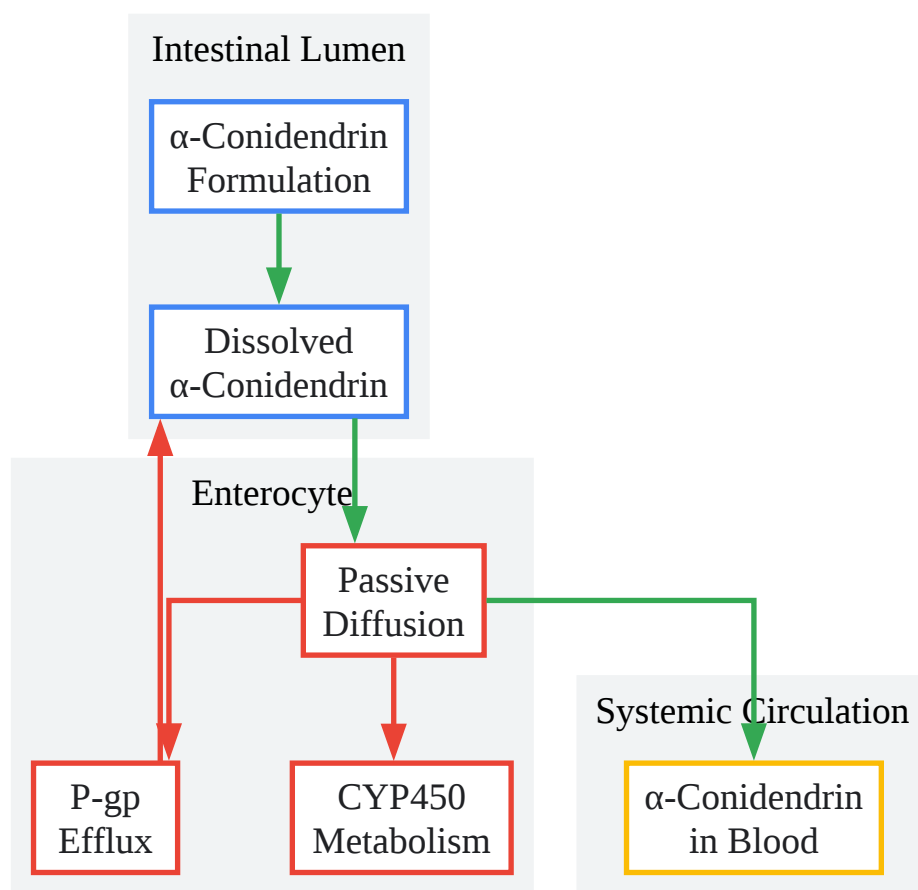 Intestinal Lumen
α-Conidendrin
Formulation
Dissolved
α-Conidendrin
Enterocyte
Passive
Diffusion
P-gp
Efflux
CYP450
Metabolism
Systemic Circulation
α-Conidendrin
in Blood